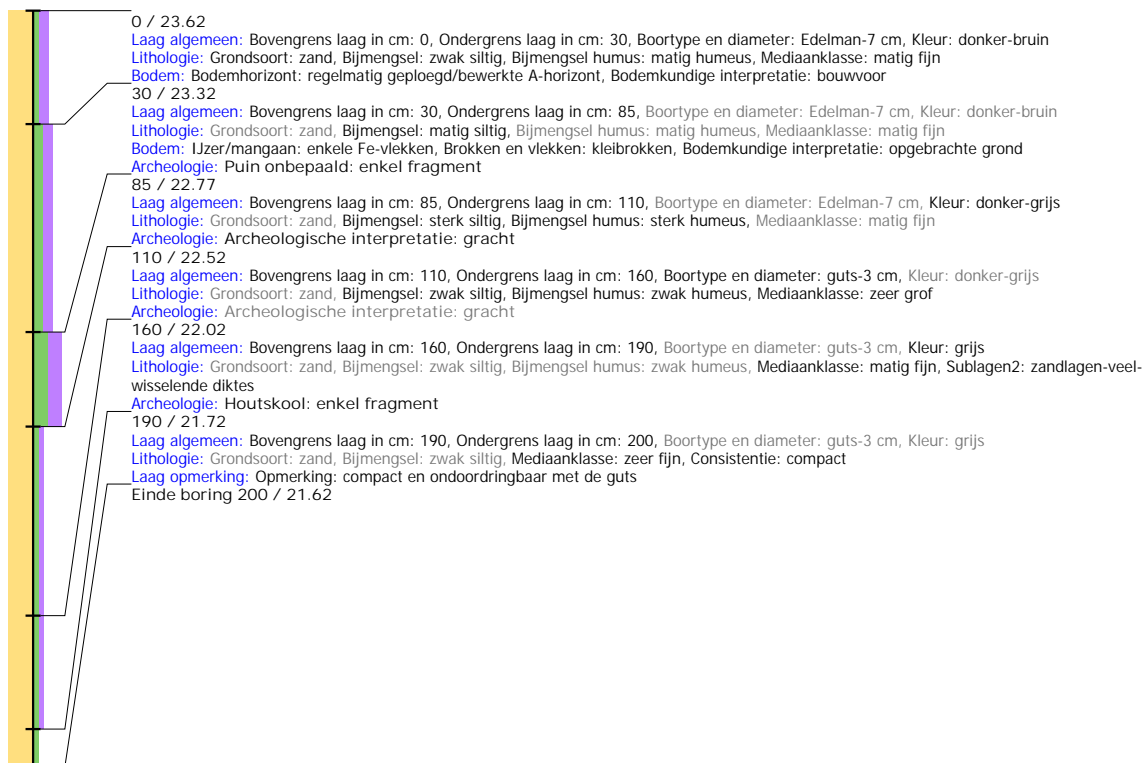 0 / 23.62
Laag algemeen: Bovengrens laag in cm: 0, Ondergrens laag in cm: 30, Boortype en diameter: Edelman-7 cm, Kleur: donker-bruin
Lithologie: Grondsoort: zand, Bijmengsel: zwak siltig, Bijmengsel humus: matig humeus, Mediaanklasse: matig fijn
Bodem: Bodemhorizont: regelmatig geploegd/bewerkte A-horizont, Bodemkundige interpretatie: bouwvoor
30 / 23.32
Laag algemeen: Bovengrens laag in cm: 30, Ondergrens laag in cm: 85, Boortype en diameter: Edelman-7 cm, Kleur: donker-bruin
Lithologie: Grondsoort: zand, Bijmengsel: matig siltig, Bijmengsel humus: matig humeus, Mediaanklasse: matig fijn
Bodem: IJzer/mangaan: enkele Fe-vlekken, Brokken en vlekken: kleibrokken, Bodemkundige interpretatie: opgebrachte grond
Archeologie: Puin onbepaald: enkel fragment
85 / 22.77
Laag algemeen: Bovengrens laag in cm: 85, Ondergrens laag in cm: 110, Boortype en diameter: Edelman-7 cm, Kleur: donker-grijs
Lithologie: Grondsoort: zand, Bijmengsel: sterk siltig, Bijmengsel humus: sterk humeus, Mediaanklasse: matig fijn
Archeologie: Archeologische interpretatie: gracht
110 / 22.52
Laag algemeen: Bovengrens laag in cm: 110, Ondergrens laag in cm: 160, Boortype en diameter: guts-3 cm, Kleur: donker-grijs
Lithologie: Grondsoort: zand, Bijmengsel: zwak siltig, Bijmengsel humus: zwak humeus, Mediaanklasse: zeer grof
Archeologie: Archeologische interpretatie: gracht
160 / 22.02
Laag algemeen: Bovengrens laag in cm: 160, Ondergrens laag in cm: 190, Boortype en diameter: guts-3 cm, Kleur: grijs
Lithologie: Grondsoort: zand, Bijmengsel: zwak siltig, Bijmengsel humus: zwak humeus, Mediaanklasse: matig fijn, Sublagen2: zandlagen-veel-
wisselende diktes
Archeologie: Houtskool: enkel fragment
190 / 21.72
Laag algemeen: Bovengrens laag in cm: 190, Ondergrens laag in cm: 200, Boortype en diameter: guts-3 cm, Kleur: grijs
Lithologie: Grondsoort: zand, Bijmengsel: zwak siltig, Mediaanklasse: zeer fijn, Consistentie: compact
Laag opmerking: Opmerking: compact en ondoordringbaar met de guts
Einde boring 200 / 21.62